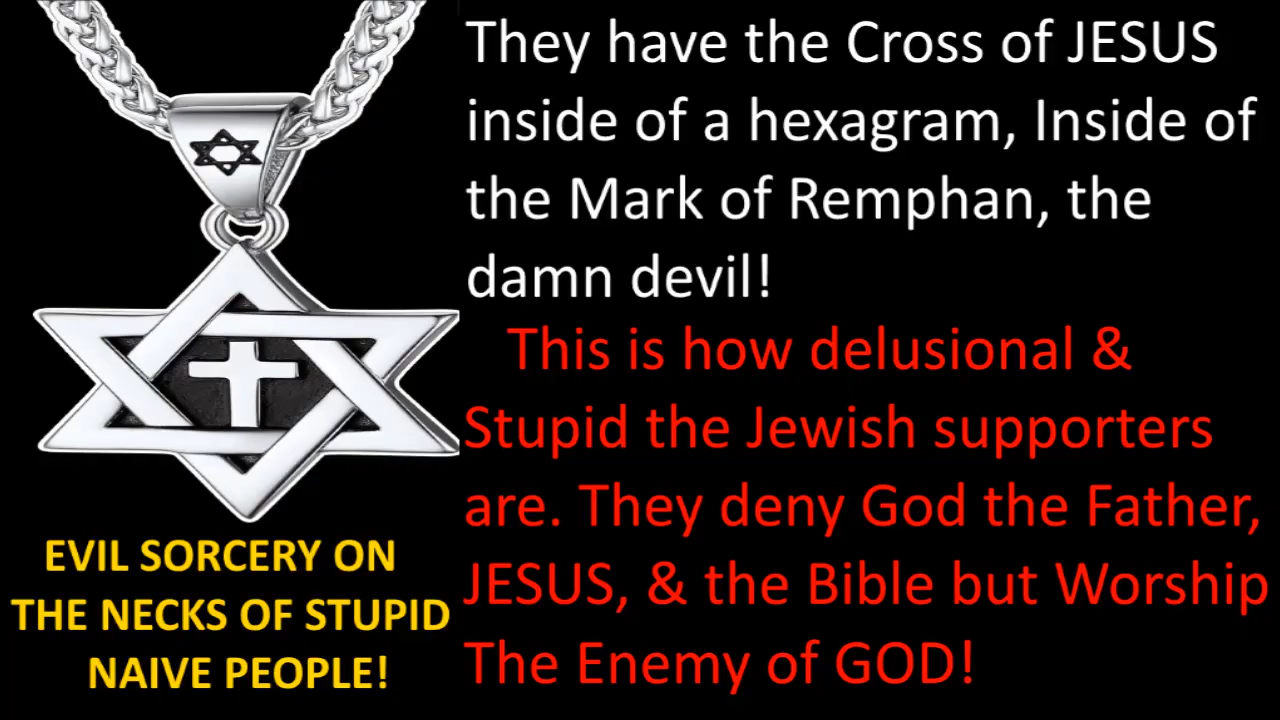 They have the Cross of JESUS
inside of a hexagram, Inside of
the Mark of Remphan, the
damn devil!
This is how delusional &
Stupid the Jewish supporters
are. They deny God the Father,
JESUS, & the Bible but Worship
The Enemy of GOD!
EVIL SORCERY ON
THE NECKS OF STUPID
NAIVE PEOPLE!